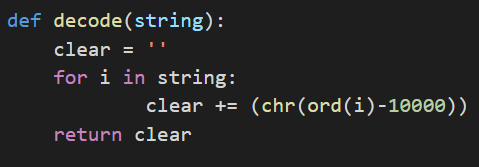 def decode(string):
    clear = ''
    for i in string:
            clear += (chr(ord(i)-10000))
    return clear